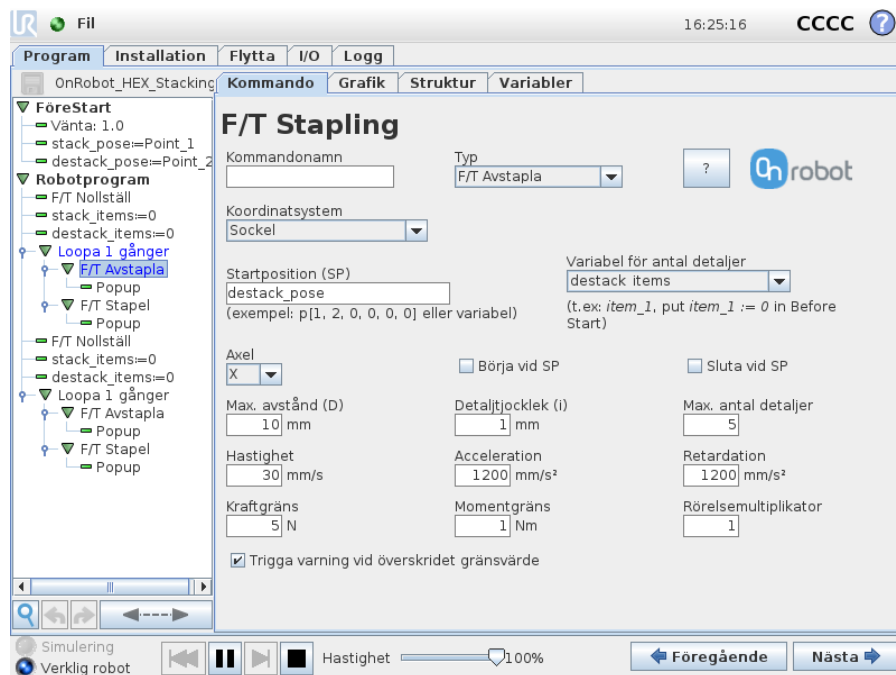 Fil
16:25:16
CCCC
?
Program Installation Flytta I/O Logg
OnRobot_HEX_Stacking
Kommando Grafik Struktur Variabler
FöreStart
Vänta: 1.0
stack_pose:=Point_1
destack_pose:=Point_2
Robotprogram
F/T Nollställ
stack_items:=0
destack_items:=0
Loopa 1 gånger
F/T Avstapla
Popup
F/T Stapel
Popup
F/T Nollställ
stack_items:=0
destack_items:=0
Loopa 1 gånger
F/T Avstapla
Popup
F/T Stapel
Popup
F/T Stapling
Kommandonamn
Typ
F/T Avstapla
?
On robot
Koordinatsystem
Sockel
Startposition (SP)
destack_pose
(exempel: p[1, 2, 0, 0, 0, 0] eller variabel)
Variabel för antal detaljer
destack items
(t.ex: item_1, put item_1 := 0 in Before
Start)
Axel
X
Börja vid SP
Sluta vid SP
Max. avstånd (D)
10 mm
Detaljtjocklek (i)
1 mm
Max. antal detaljer
5
Hastighet
30 mm/s
Acceleration
1200 mm/s²
Retardation
1200 mm/s²
Kraftgräns
5 N
Momentgräns
1 Nm
Rörelsemultiplikator
1
Trigga varning vid överskridet gränsvärde
Simulering
Verklig robot
Hastighet 100%
Föregående
Nästa